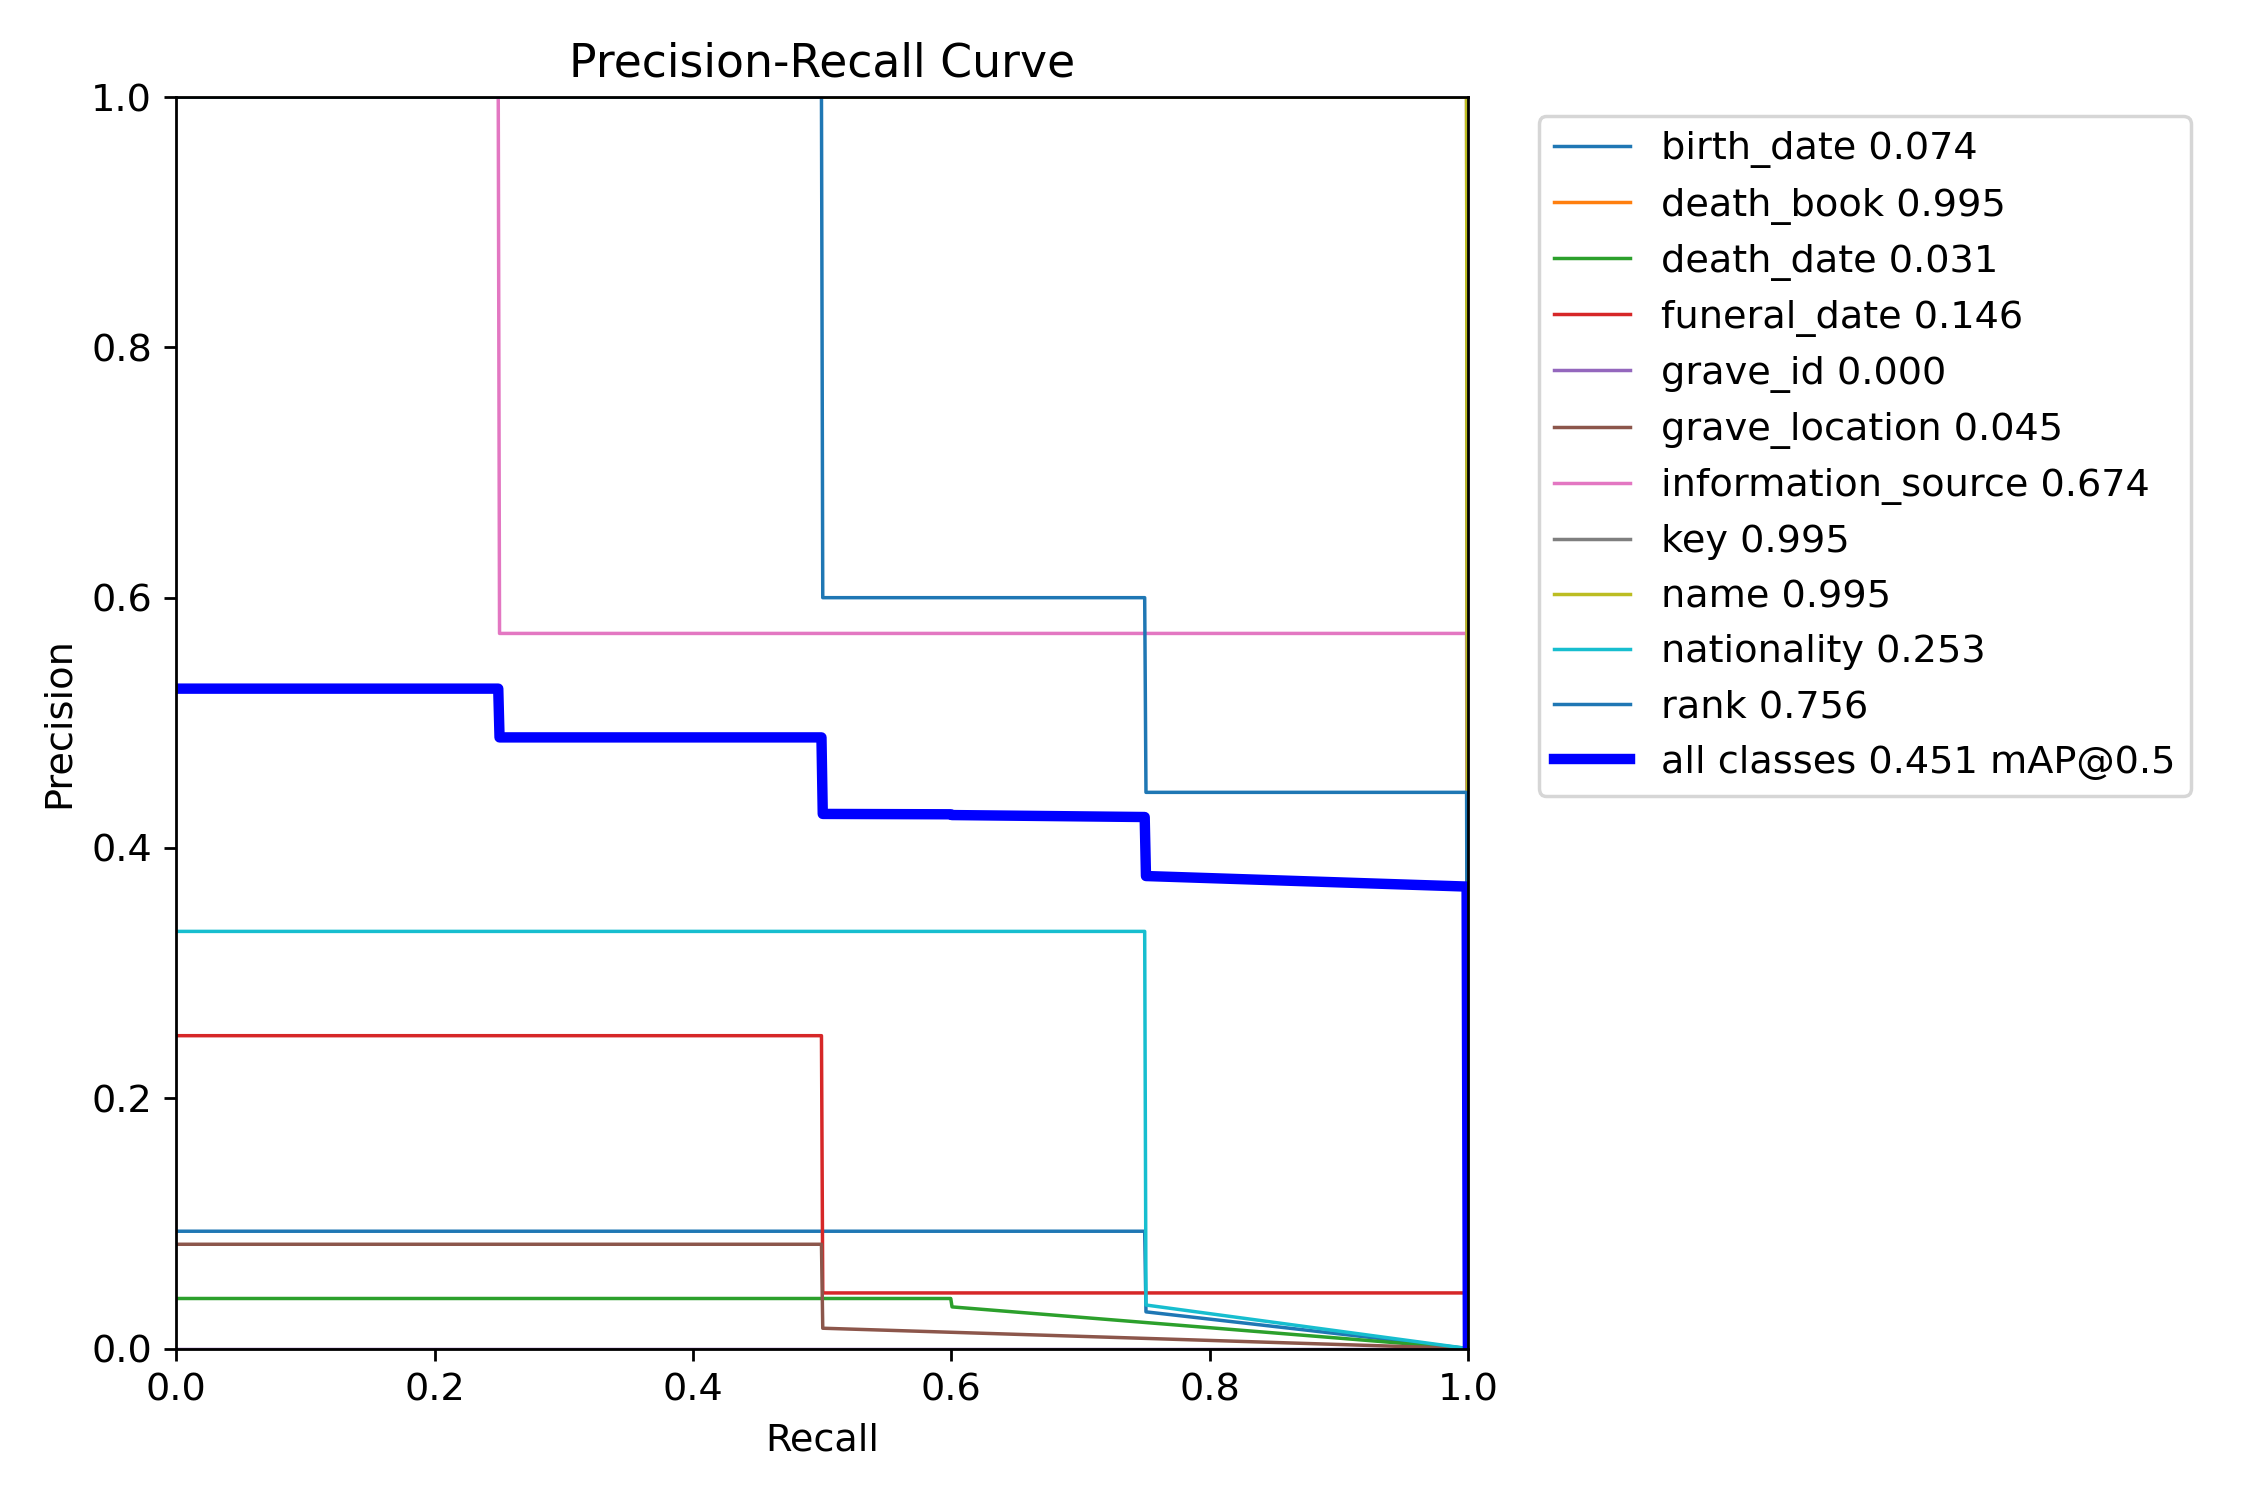 Precision-Recall Curve
1.0
0.8
0.6
0.4
0.2
0.0
Precision
0.0 0.2 0.4 0.6 0.8 1.0
Recall
birth_date 0.074
death_book 0.995
death_date 0.031
funeral_date 0.146
grave_id 0.000
grave_location 0.045
information_source 0.674
key 0.995
name 0.995
nationality 0.253
rank 0.756
all classes 0.451 mAP@0.5